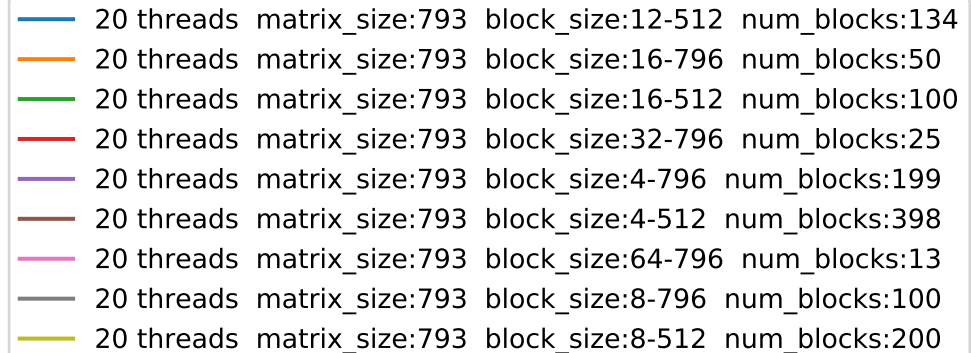 20 threads  matrix_size:793  block_size:12-512  num_blocks:134
20 threads  matrix_size:793  block_size:16-796  num_blocks:50
20 threads  matrix_size:793  block_size:16-512  num_blocks:100
20 threads  matrix_size:793  block_size:32-796  num_blocks:25
20 threads  matrix_size:793  block_size:4-796  num_blocks:199
20 threads  matrix_size:793  block_size:4-512  num_blocks:398
20 threads  matrix_size:793  block_size:64-796  num_blocks:13
20 threads  matrix_size:793  block_size:8-796  num_blocks:100
20 threads  matrix_size:793  block_size:8-512  num_blocks:200